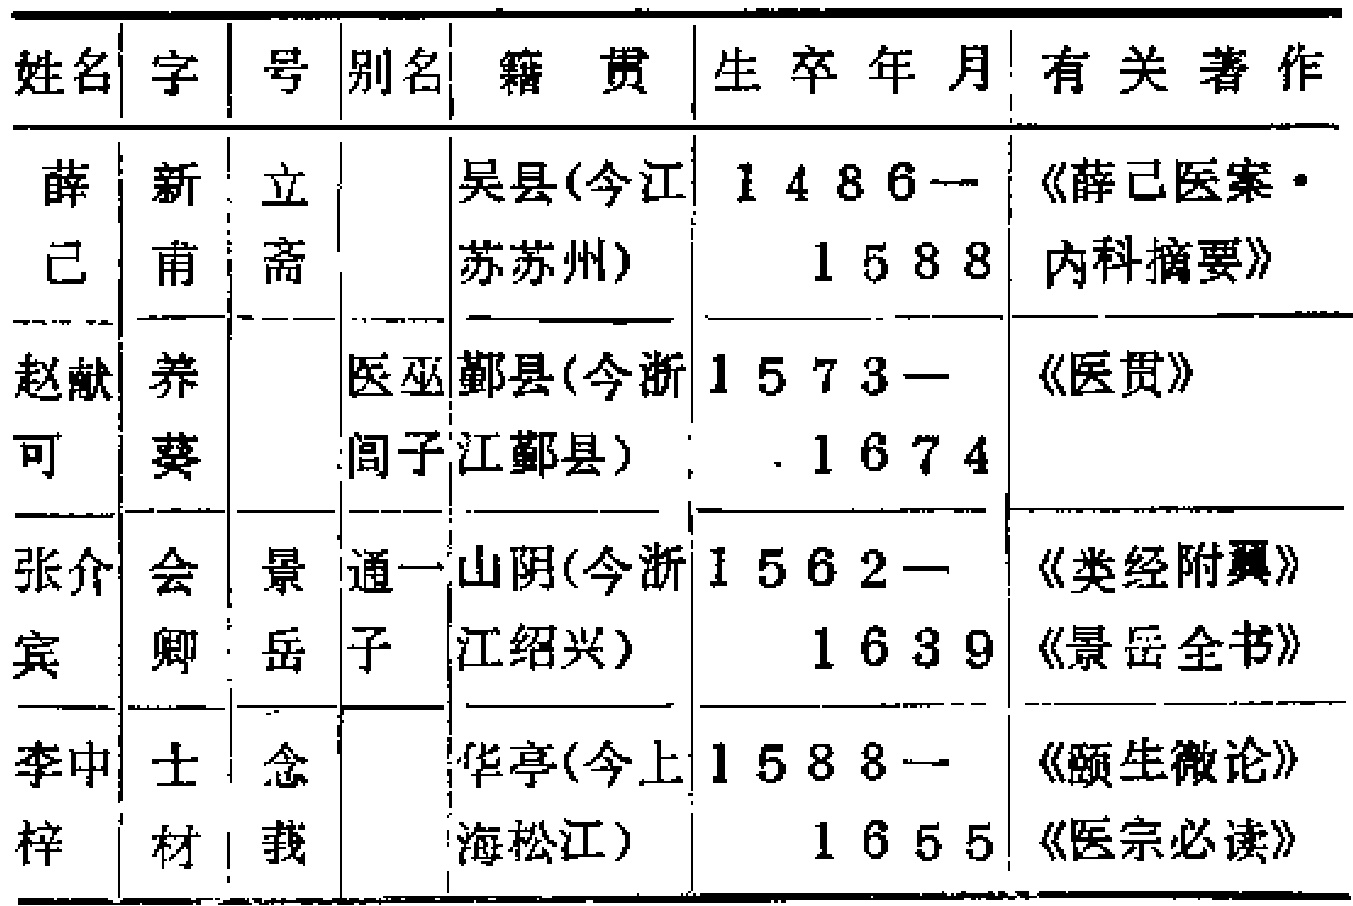 姓名 字 号 别名 籍贯 生卒年月 有关著作
薛 新 立 吴县(今江 1486— 《薛己医案·
己 甫 斋 苏苏州) 1588 内科摘要》
赵献 养 医巫 鄞县(今浙 1573— 《医贯》
可 葵 闾子 江鄞县) 1674
张介 会 景 通一 山阴(今浙 1562— 《类经附翼》
宾 卿 岳 子 江绍兴) 1639 《景岳全书》
李中 士 念 华亭(今上 1588— 《颐生微论》
梓 材 莪 海松江) 1655 《医宗必读》